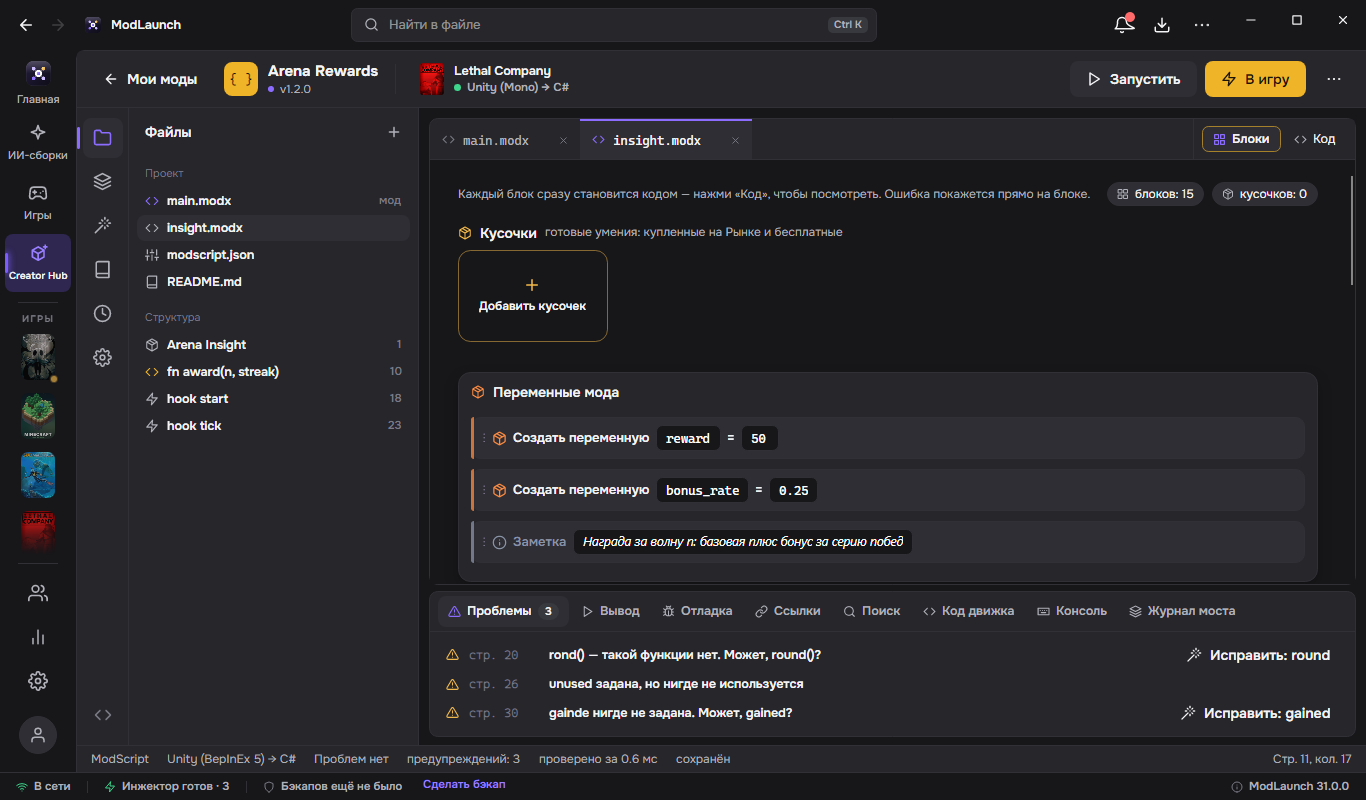 ModLaunch
Найти в файле
Ctrl K
Главная
ИИ-сборки
Игры
Creator Hub
ИГРЫ
MINECRAFT
LETHAL COMPANY
Мои моды
{ }
Arena Rewards
v1.2.0
Lethal Company
Unity (Mono) → C#
Запустить
В игру
Файлы
Проект
main.modx мод
insight.modx
modscript.json
README.md
Структура
Arena Insight 1
fn award(n, streak) 10
hook start 18
hook tick 23
main.modx
insight.modx
Блоки
Код
Каждый блок сразу становится кодом — нажми «Код», чтобы посмотреть. Ошибка покажется прямо на блоке.
блоков: 15
кусочков: 0
Кусочки готовые умения: купленные на Рынке и бесплатные
Добавить кусочек
Переменные мода
Создать переменную reward = 50
Создать переменную bonus_rate = 0.25
Заметка Награда за волну n: базовая плюс бонус за серию побед
Проблемы 3
Вывод
Отладка
Ссылки
Поиск
Код движка
Консоль
Журнал моста
стр. 20 rond() — такой функции нет. Может, round()? Исправить: round
стр. 26 unused задана, но нигде не используется
стр. 30 gainde нигде не задана. Может, gained? Исправить: gained
ModScript Unity (BepInEx 5) → C# Проблем нет предупреждений: 3 проверено за 0.6 мс сохранён Стр. 11, кол. 17
В сети Инжектор готов · 3 Бэкапов ещё не было Сделать бэкап ModLaunch 31.0.0